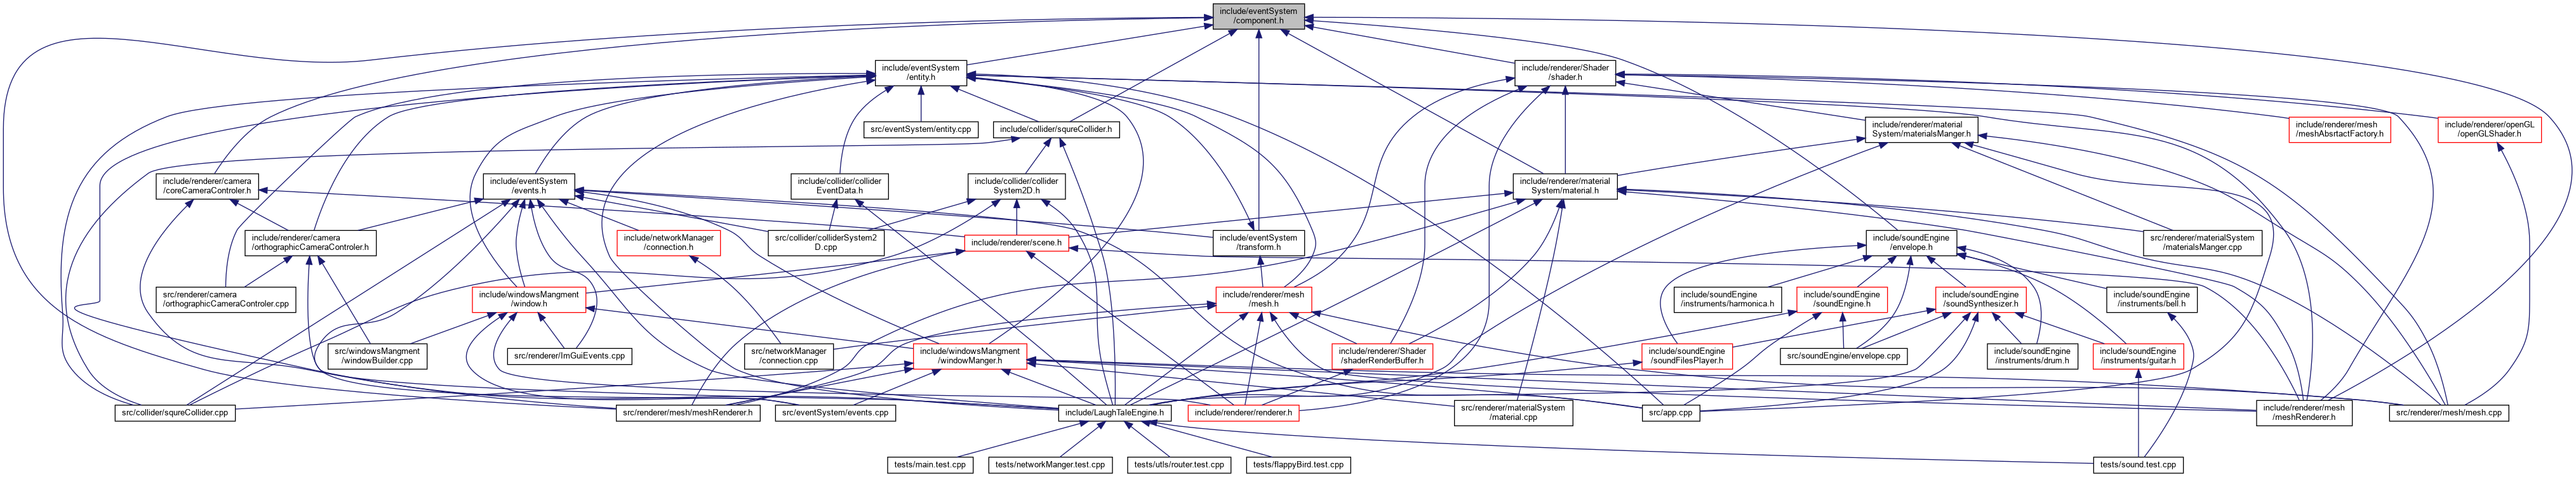 include/eventSystem
/component.h
include/eventSystem
/entity.h
include/renderer/Shader
/shader.h
src/eventSystem/entity.cpp
include/collider/squreCollider.h
include/renderer/material
System/materialsManger.h
include/renderer/mesh
/meshAbsrtactFactory.h
include/renderer/openGL
/openGLShader.h
include/renderer/camera
/coreCameraControler.h
include/eventSystem
/events.h
include/collider/collider
EventData.h
include/collider/collider
System2D.h
include/renderer/material
System/material.h
include/renderer/camera
/orthographicCameraControler.h
include/networkManager
/connection.h
src/collider/colliderSystem2
D.cpp
include/renderer/scene.h
include/eventSystem
/transform.h
include/soundEngine
/envelope.h
src/renderer/materialSystem
/materialsManger.cpp
src/renderer/camera
/orthographicCameraControler.cpp
include/windowsMangment
/window.h
include/renderer/mesh
/mesh.h
include/soundEngine
/instruments/harmonica.h
include/soundEngine
/soundEngine.h
include/soundEngine
/soundSynthesizer.h
include/soundEngine
/instruments/bell.h
src/windowsMangment
/windowBuilder.cpp
src/renderer/ImGuiEvents.cpp
src/networkManager
/connection.cpp
include/windowsMangment
/windowManger.h
include/renderer/Shader
/shaderRenderBuffer.h
include/soundEngine
/soundFilesPlayer.h
src/soundEngine/envelope.cpp
include/soundEngine
/instruments/drum.h
include/soundEngine
/instruments/guitar.h
src/collider/squreCollider.cpp
src/renderer/mesh/meshRenderer.h
src/eventSystem/events.cpp
include/LaughTaleEngine.h
include/renderer/renderer.h
src/renderer/materialSystem
/material.cpp
src/app.cpp
include/renderer/mesh
/meshRenderer.h
src/renderer/mesh/mesh.cpp
tests/main.test.cpp
tests/networkManger.test.cpp
tests/utls/router.test.cpp
tests/flappyBird.test.cpp
tests/sound.test.cpp